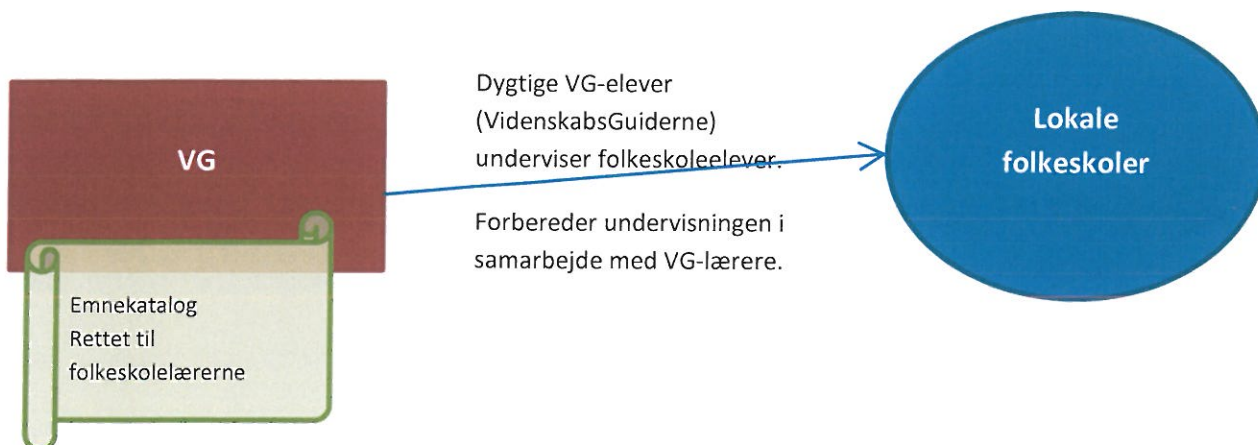 VG
Emnekatalog
Rettet til
folkeskolelærerne
Dygtige VG-elever
(VidenskabsGuiderne)
underviser folkeskoleelever.
Forbereder undervisningen i
samarbejde med VG-lærere.
Lokale
folkeskoler